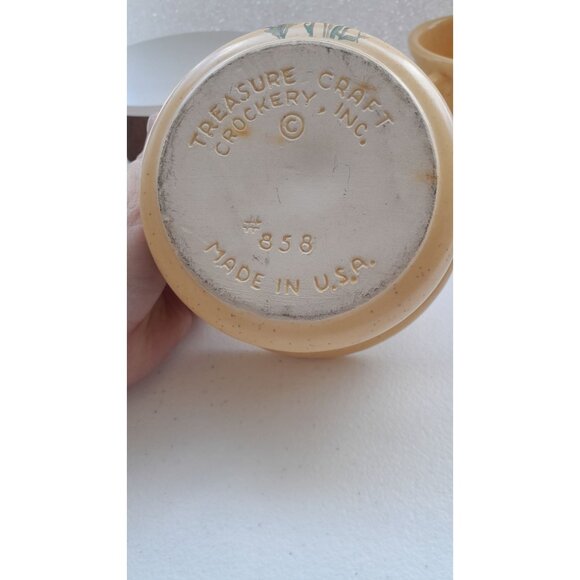 TREASURE CRAFT
CROCKERY, INC.
©
#858
MADE IN U.S.A.